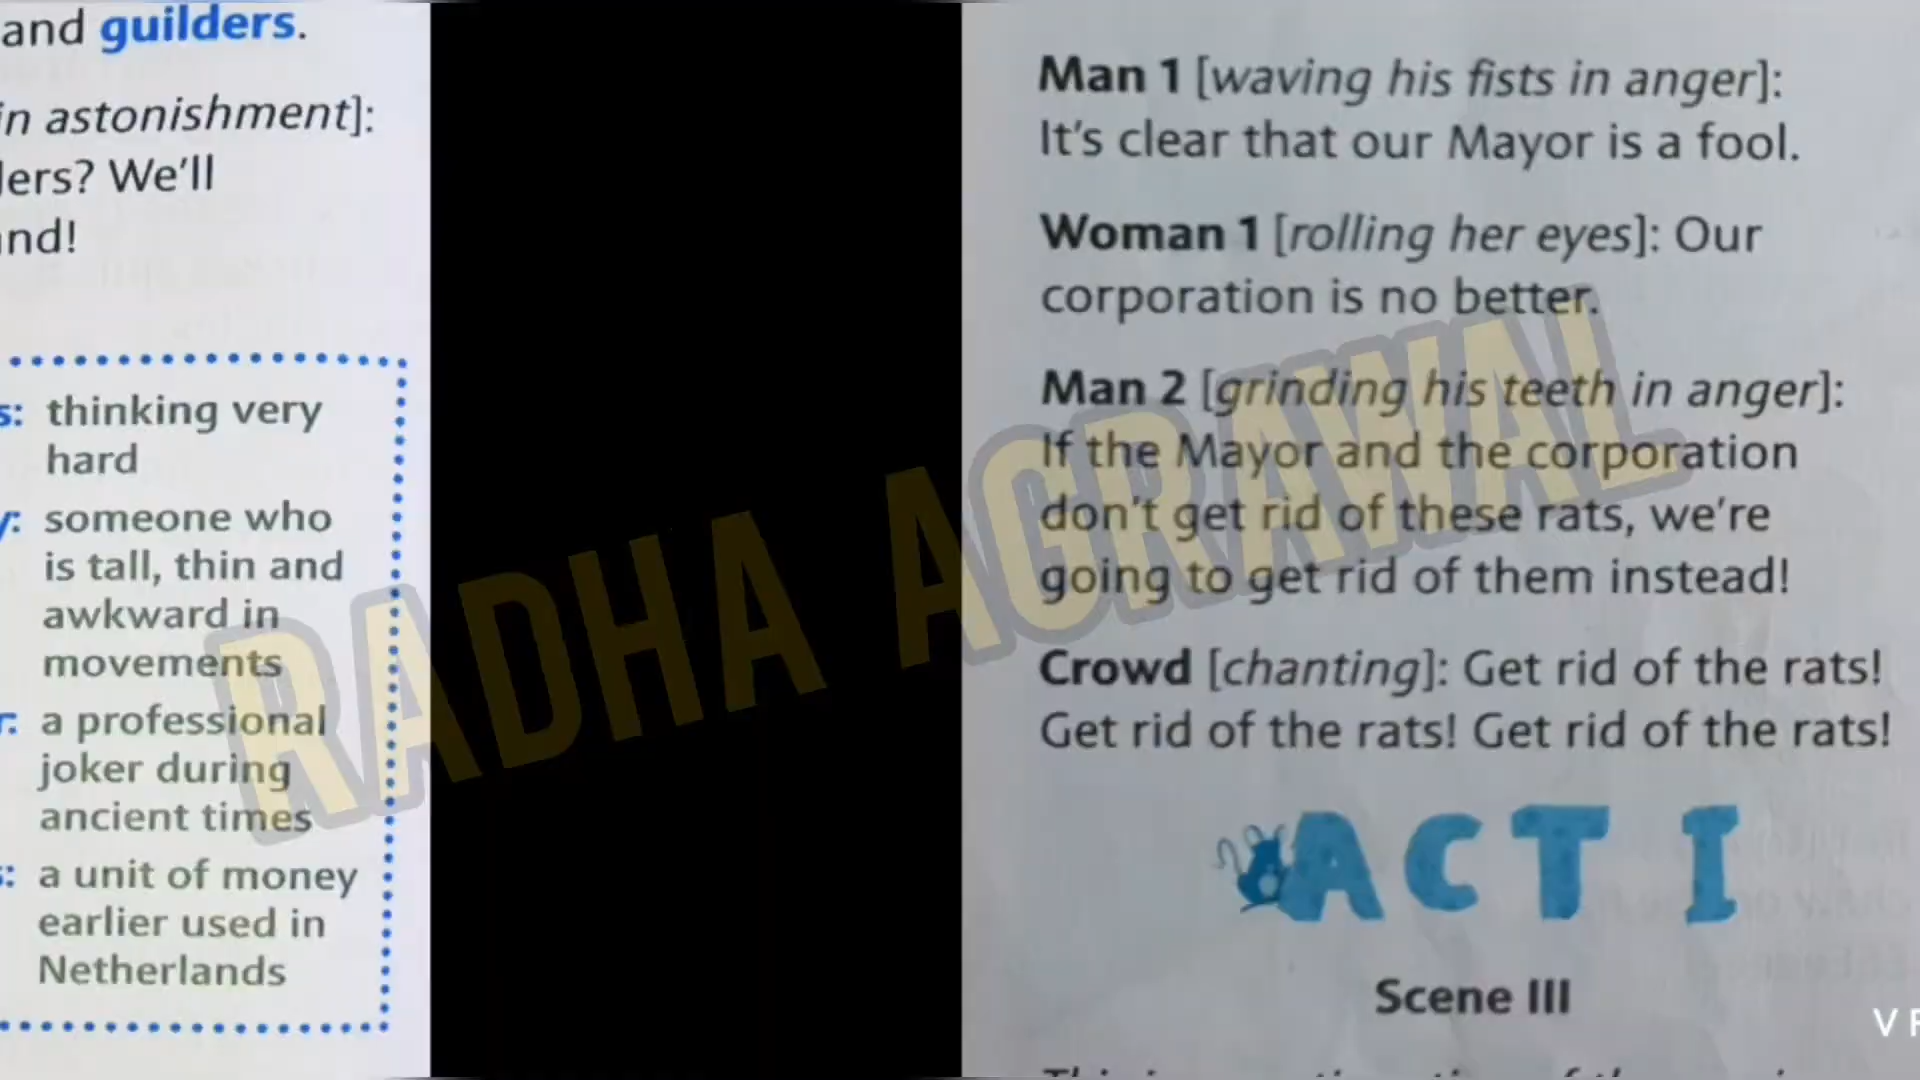 and guilders.
in astonishment]:
ders? We'll
and!
s: thinking very
hard
y: someone who
is tall, thin and
awkward in
movements
r: a professional
joker during
ancient times
s: a unit of money
earlier used in
Netherlands
Man 1 [waving his fists in anger]:
It's clear that our Mayor is a fool.
Woman 1 [rolling her eyes]: Our
corporation is no better.
Man 2 [grinding his teeth in anger]:
If the Mayor and the corporation
don't get rid of these rats, we're
going to get rid of them instead!
Crowd [chanting]: Get rid of the rats!
Get rid of the rats! Get rid of the rats!
ACT I
Scene III
RADHA AGRAWAL
V